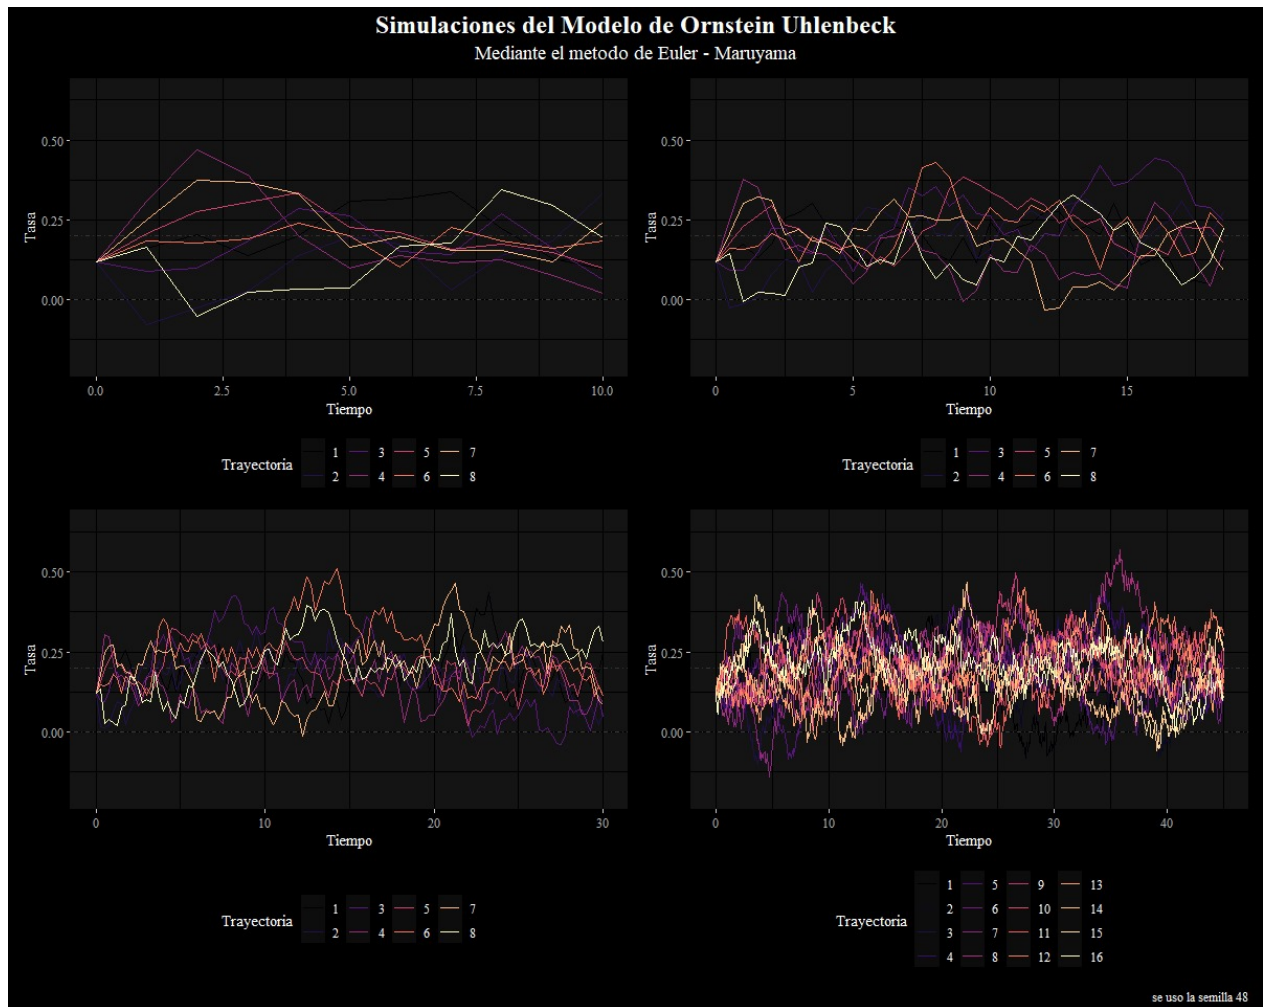 Simulaciones del Modelo de Ornstein Uhlenbeck
Mediante el metodo de Euler - Maruyama
Tasa
0.50
0.25
0.00
0.0 2.5 5.0 7.5 10.0
Tiempo
Trayectoria
1 3 5 7
2 4 6 8
Tasa
0.50
0.25
0.00
0 5 10 15
Tiempo
Trayectoria
1 3 5 7
2 4 6 8
Tasa
0.50
0.25
0.00
0 10 20 30
Tiempo
Trayectoria
1 3 5 7
2 4 6 8
Tasa
0.50
0.25
0.00
0 10 20 30 40
Tiempo
Trayectoria
1 5 9 13
2 6 10 14
3 7 11 15
4 8 12 16
se uso la semilla 48